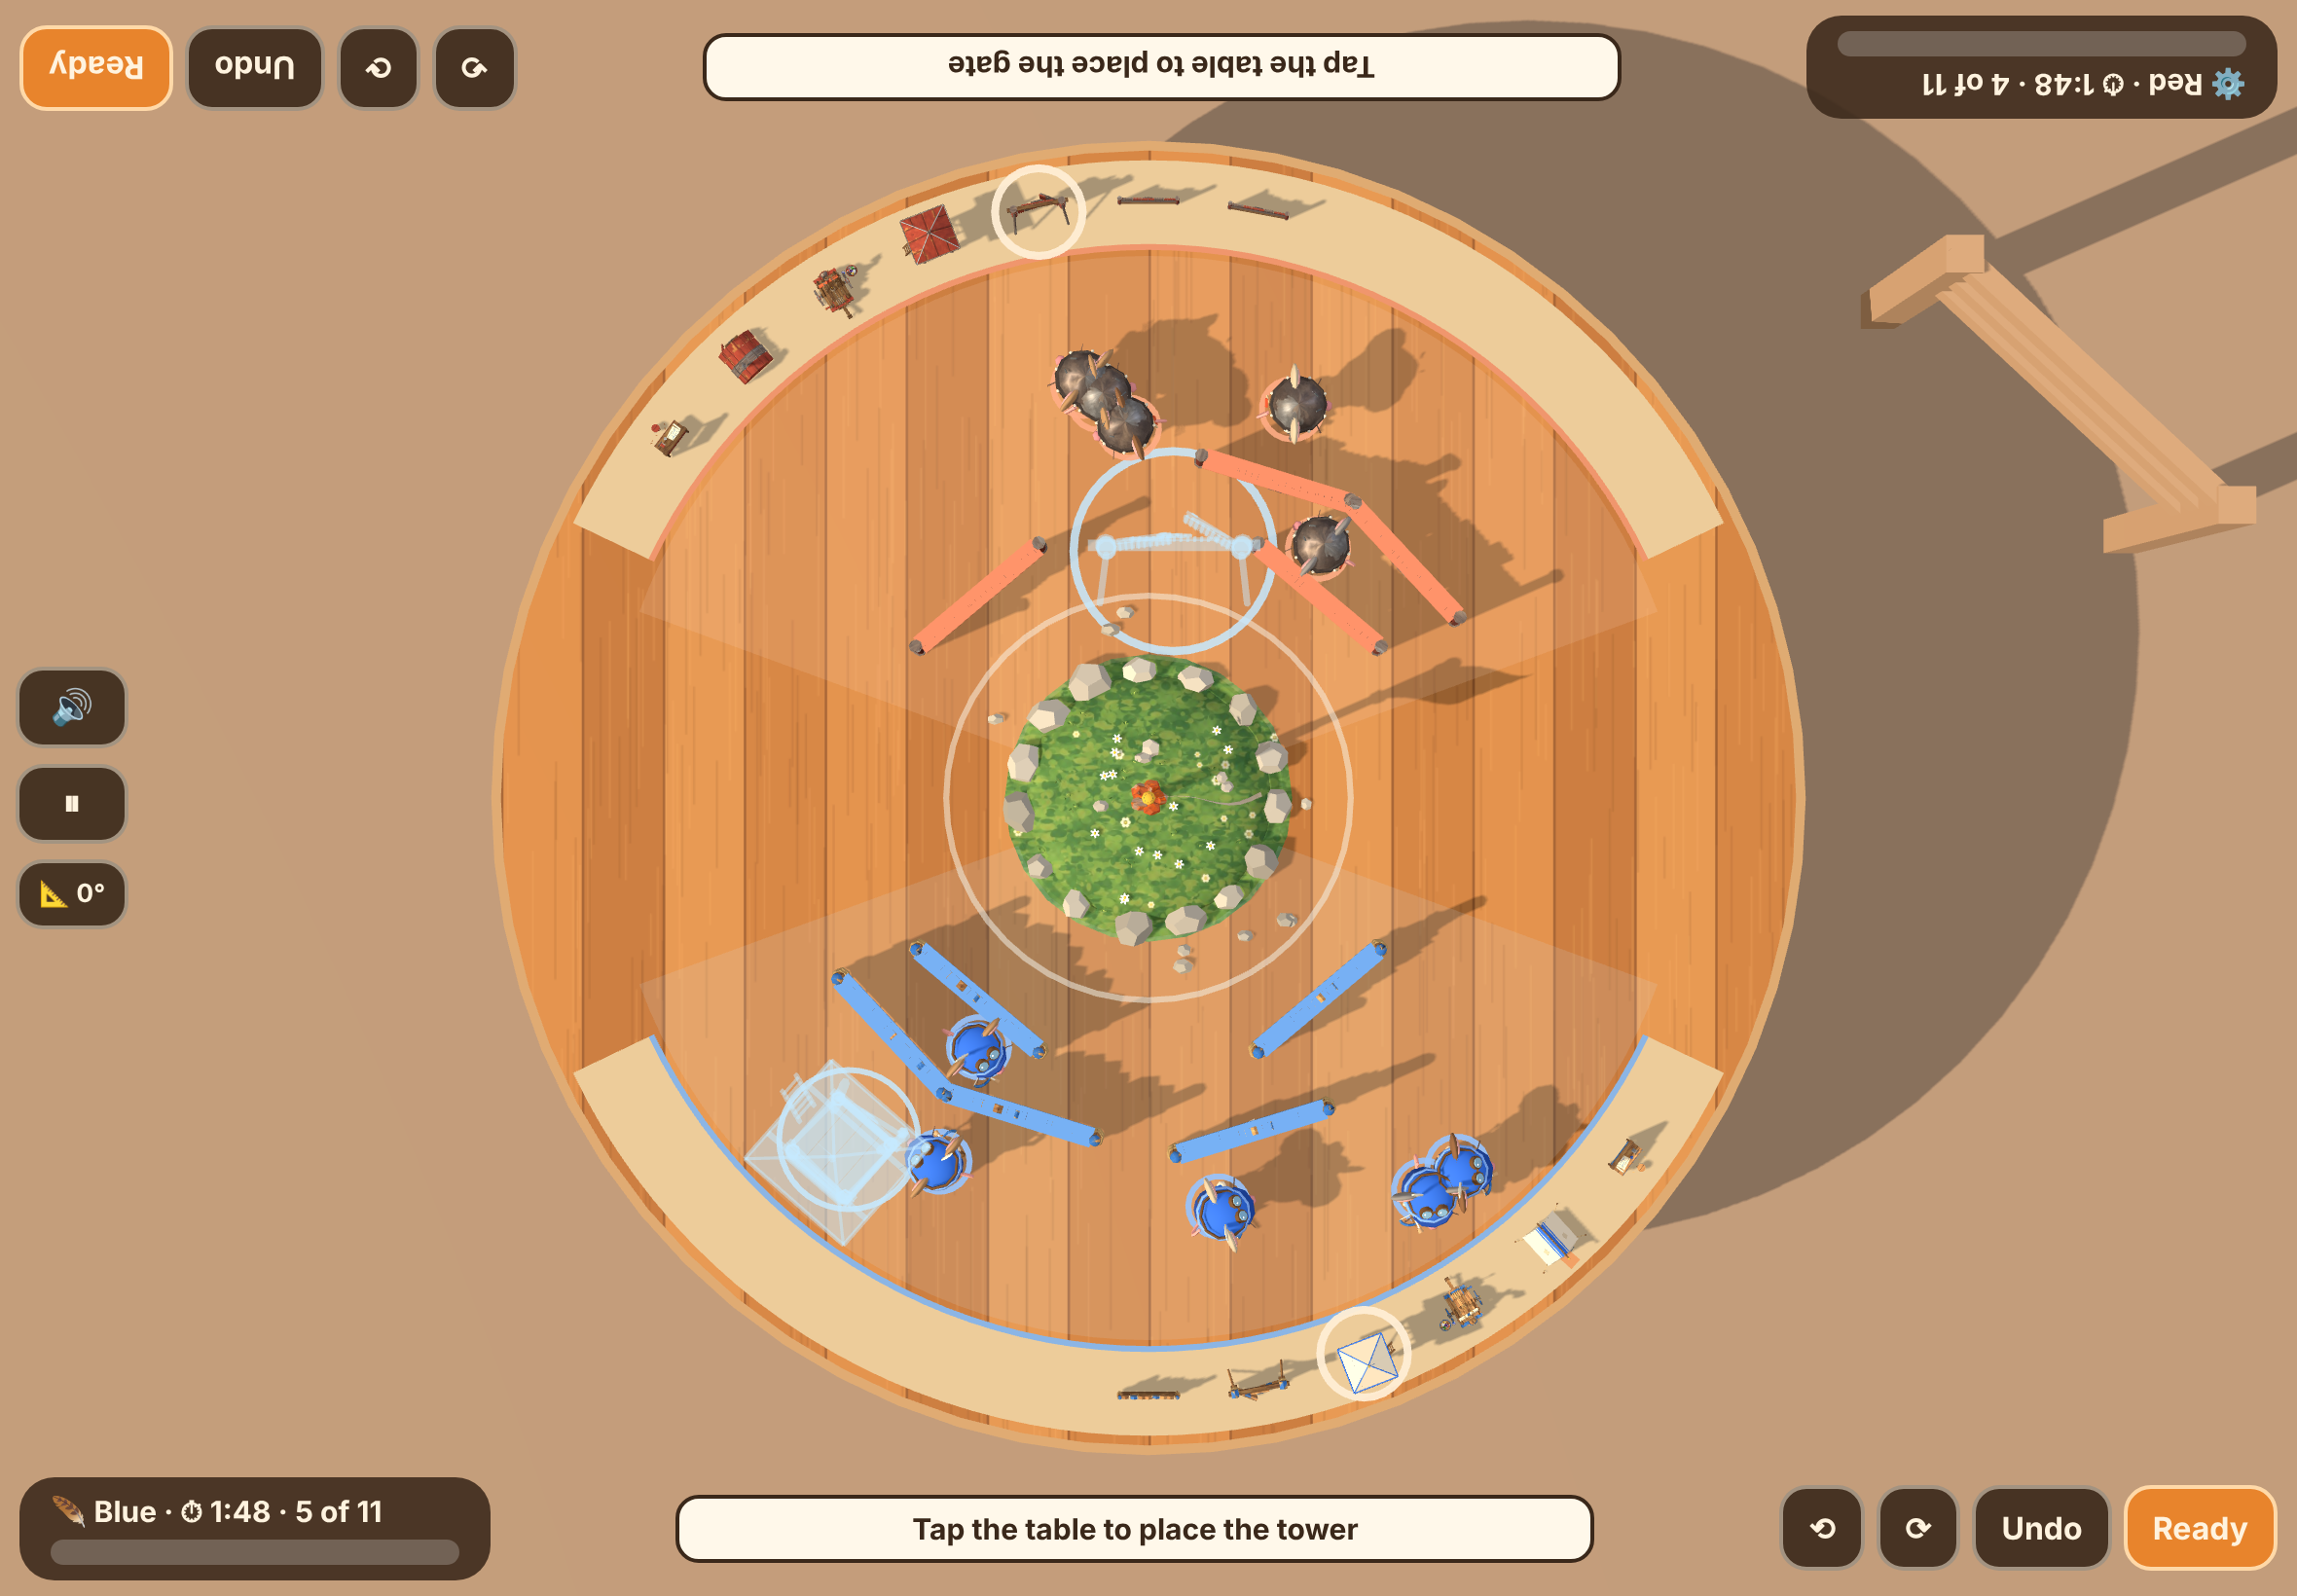 Ready
Undo
Tap the table to place the gate
Red · ⏱ 1:48 · 4 of 11
0°
Blue · ⏱ 1:48 · 5 of 11
Tap the table to place the tower
Undo
Ready